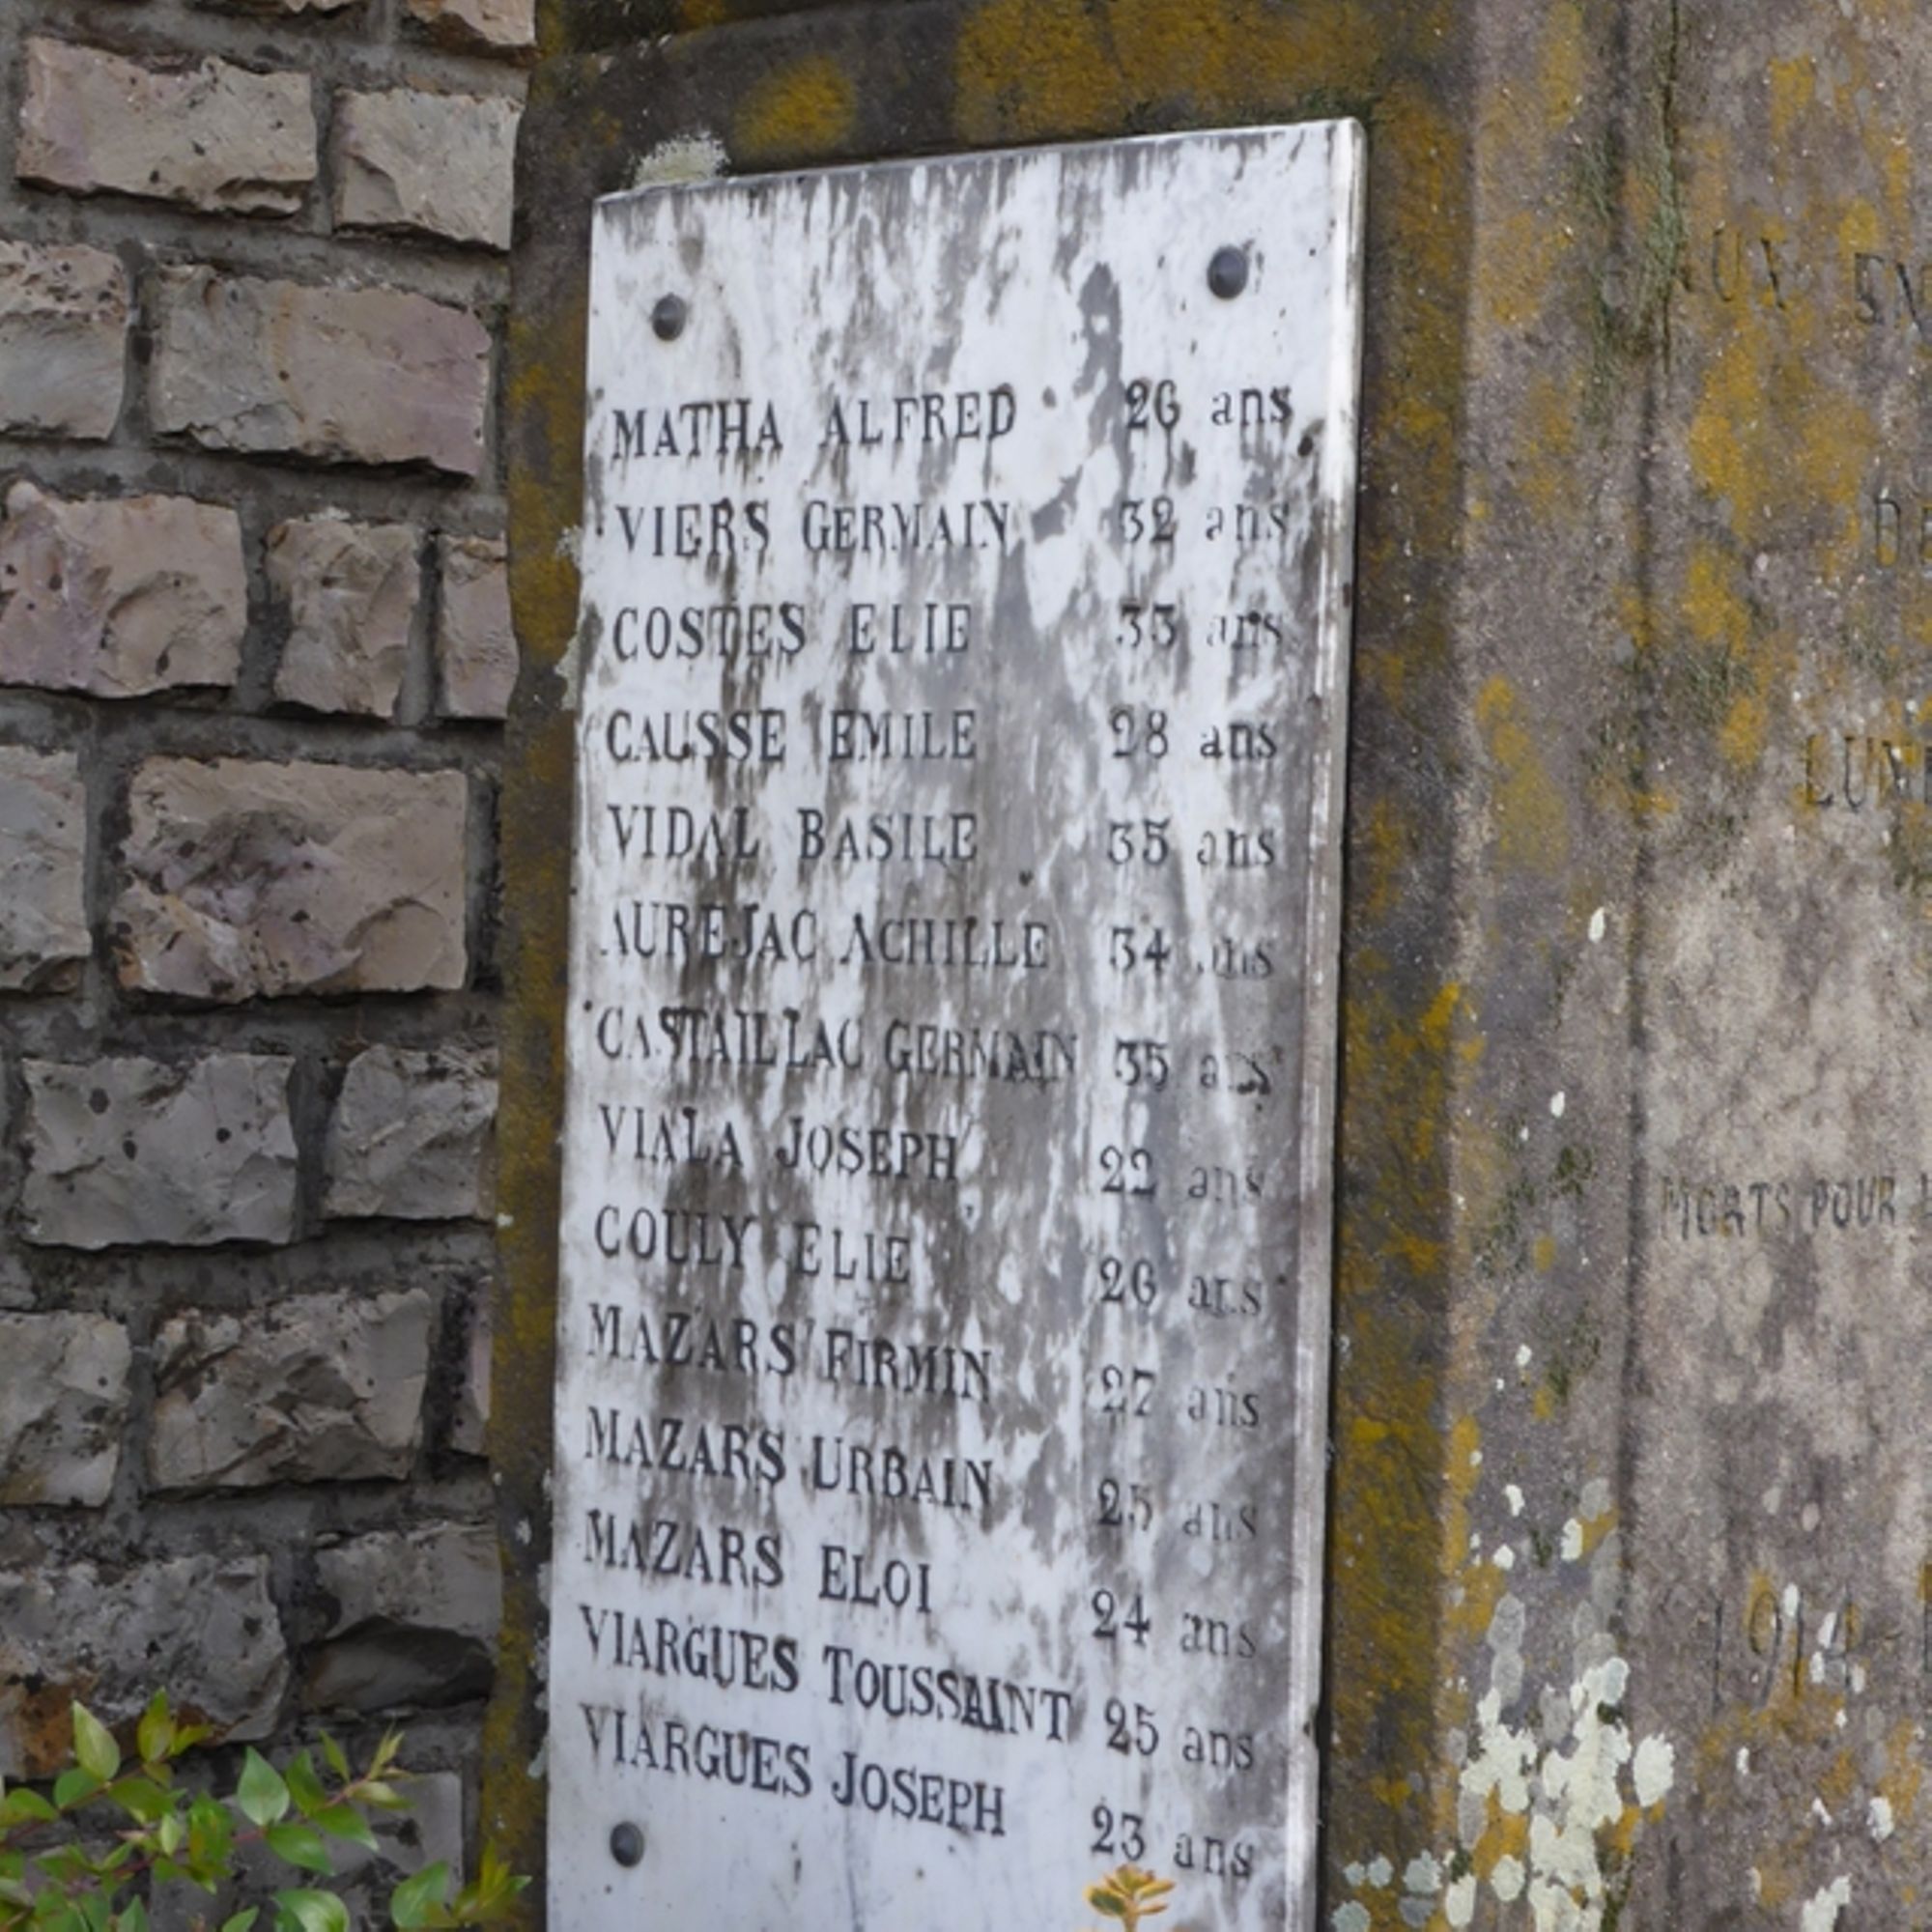 MATHA ALFRED 26 ans
VIERS GERMAIN 32 ans
COSTES ELIE 33 ans
CAUSSE EMILE 28 ans
VIDAL BASILE 35 ans
AUREJAC ACHILLE 34 ans
CASTAILLAC GERMAIN 35 ans
VIALA JOSEPH 22 ans
COULY ELIE 26 ans
MAZARS FIRMIN 27 ans
MAZARS URBAIN 25 ans
MAZARS ELOI 24 ans
VIARGUES TOUSSAINT 25 ans
VIARGUES JOSEPH 23 ans
MORTS POUR
1914